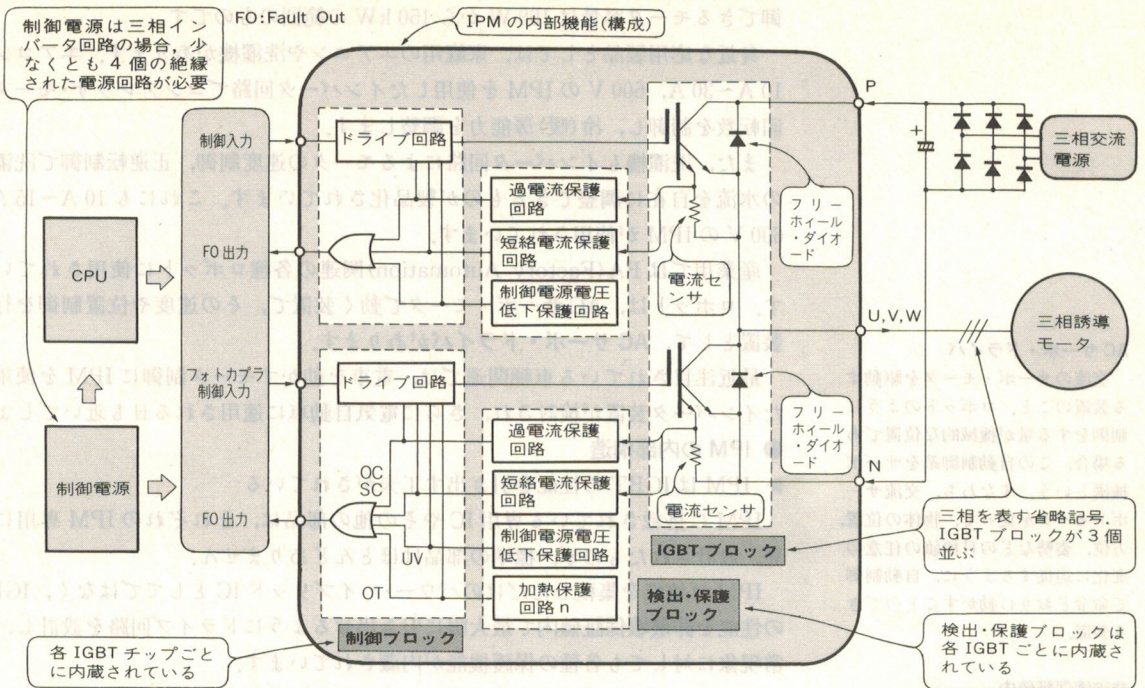 制御電源は三相イン
バータ回路の場合，少
なくとも4個の絶縁
された電源回路が必要
FO:Fault Out
IPMの内部機能(構成)
制御入力
ドライブ回路
過電流保護
回路
短絡電流保護
回路
制御電源電圧
低下保護回路
FO出力
CPU
電流セ
ンサ
フリー
ホィール
・ダイオ
ード
P
三相交流
電源
U,V,W
三相誘導
モータ
フォトカプラ
制御入力
ドライブ回路
過電流保護
回路
短絡電流保護
回路
制御電源電圧
低下保護回路
加熱保護
回路n
OC
SC
UV
OT
制御電源
FO出力
電流センサ
フリー
ホィール
・ダイオ
ード
N
IGBTブロック
検出・保護
ブロック
制御ブロック
三相を表す省略記号．
IGBTブロックが3個
並ぶ
各IGBTチップごと
に内蔵されている
検出・保護ブロックは
各IGBTごとに内蔵さ
れている